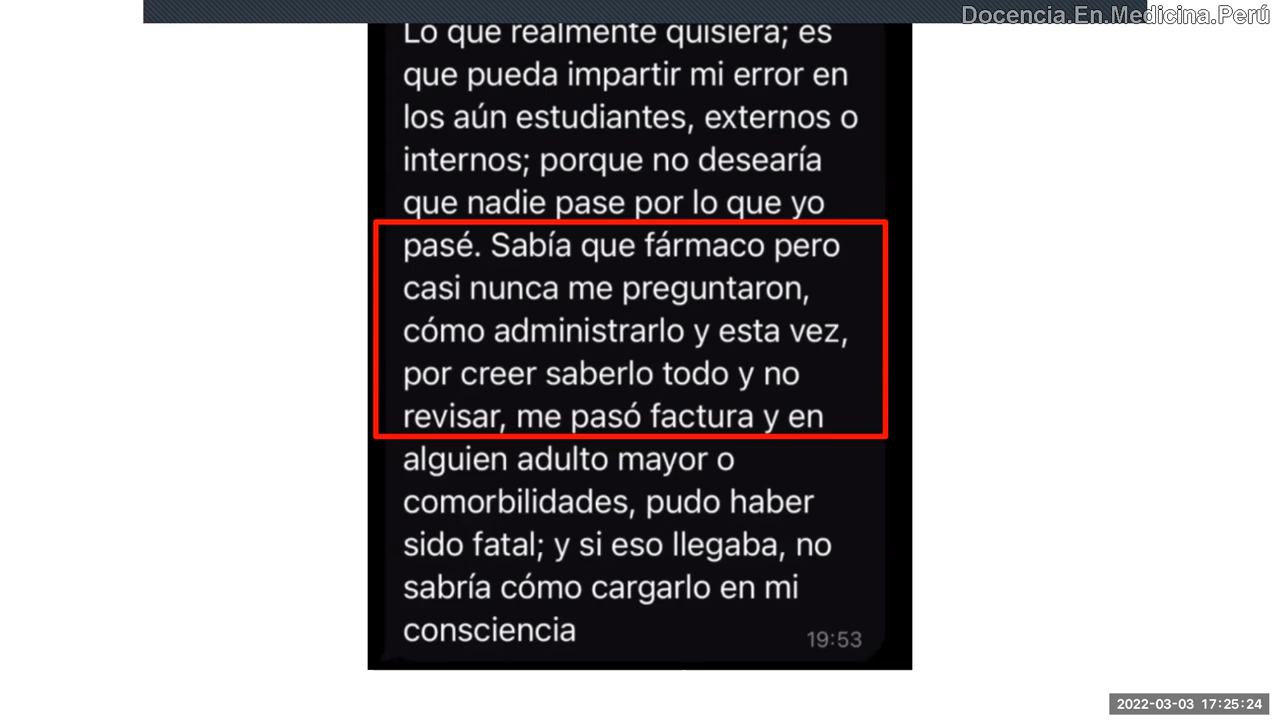 Docencia.En.Medicina.Perú
Lo que realmente quisiera; es
que pueda impartir mi error en
los aún estudiantes, externos o
internos; porque no desearía
que nadie pase por lo que yo
pasé. Sabía que fármaco pero
casi nunca me preguntaron,
cómo administrarlo y esta vez,
por creer saberlo todo y no
revisar, me pasó factura y en
alguien adulto mayor o
comorbilidades, pudo haber
sido fatal; y si eso llegaba, no
sabría cómo cargarlo en mi
consciencia
19:53
2022-03-03 17:25:24